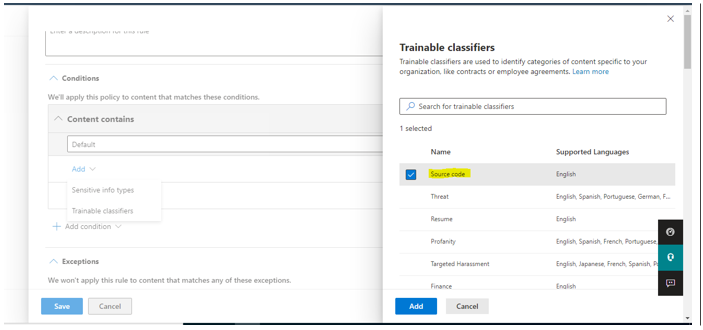 Enter a description for this rule
Conditions
We'll apply this policy to content that matches these conditions.
Content contains
Default
Add
Sensitive info types
Trainable classifiers
Add condition
Exceptions
We won't apply this rule to content that matches any of these exceptions.
Save Cancel
Trainable classifiers
Trainable classifiers are used to identify categories of content specific to your
organization, like contracts or employee agreements. Learn more
Search for trainable classifiers
1 selected
Name Supported Languages
Source code English
Threat English, Spanish, Portuguese, German, F...
Resume English
Profanity English, Spanish, French, Portuguese,
Targeted Harassment English, Japanese, French, Spanish, P
Finance English
Add Cancel